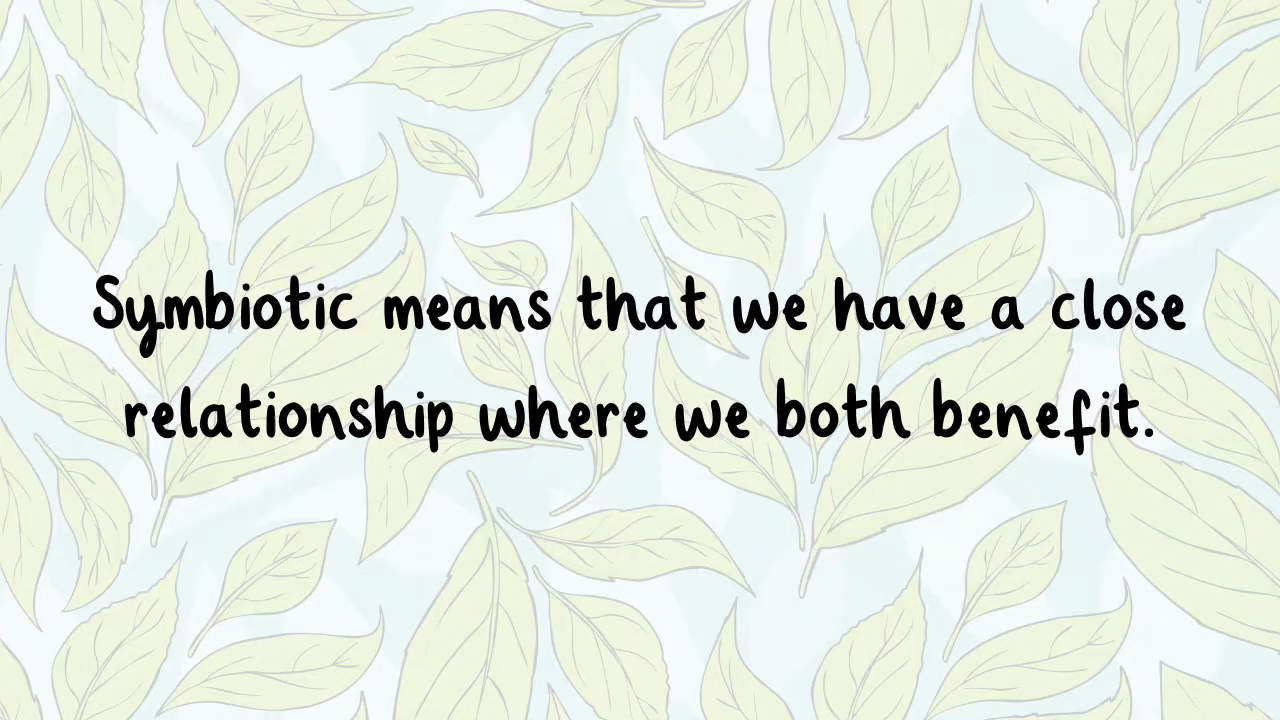 Symbiotic means that we have a close
relationship where we both benefit.